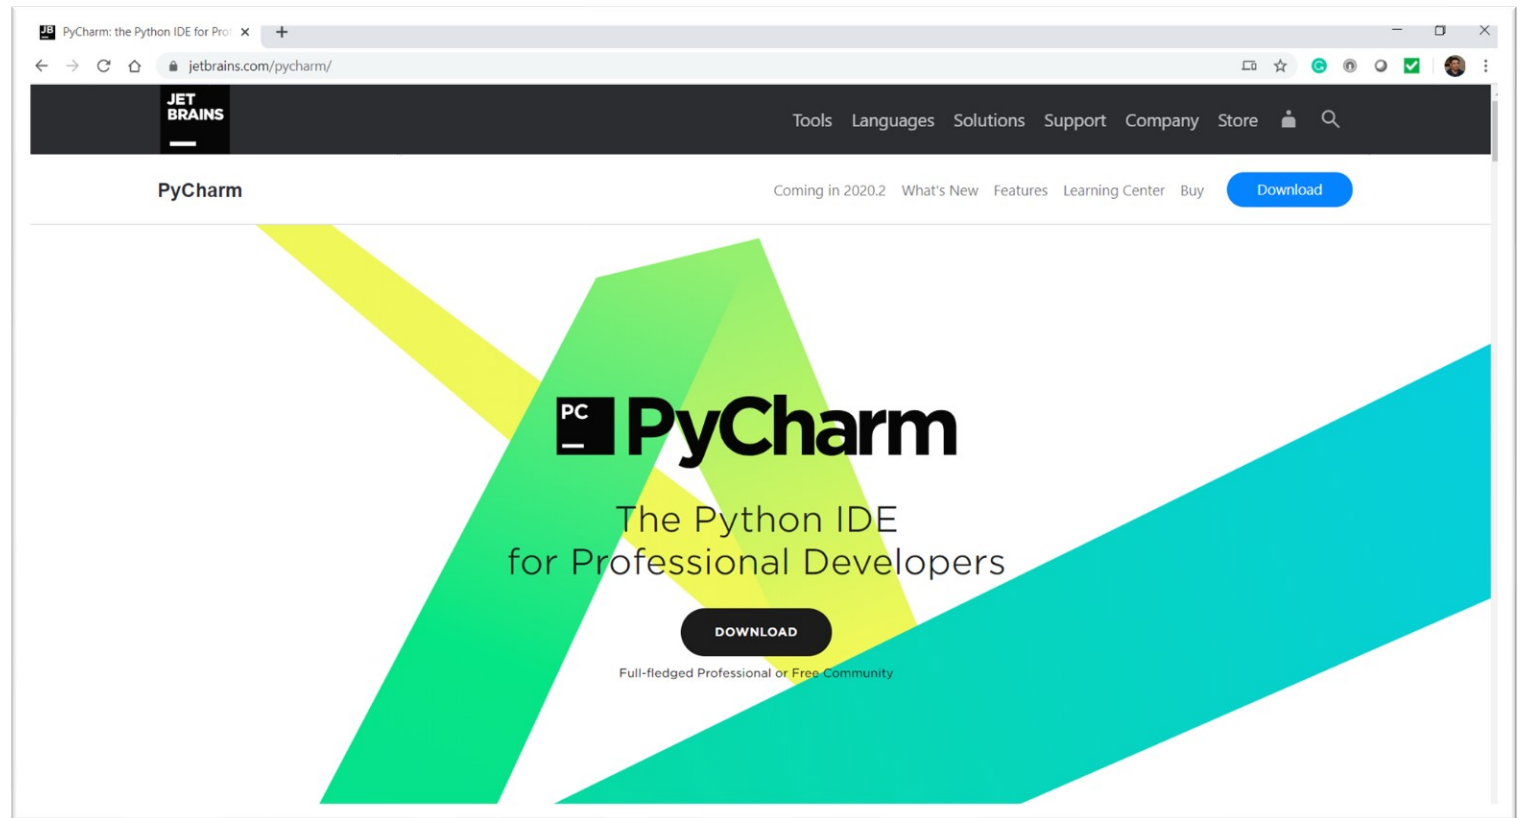 JB PyCharm: the Python IDE for Pro
jetbrains.com/pycharm/
JET
BRAINS
Tools Languages Solutions Support Company Store
PyCharm Coming in 2020.2 What's New Features Learning Center Buy Download
PC PyCharm
The Python IDE
for Professional Developers
DOWNLOAD
Full-fledged Professional or Free Community